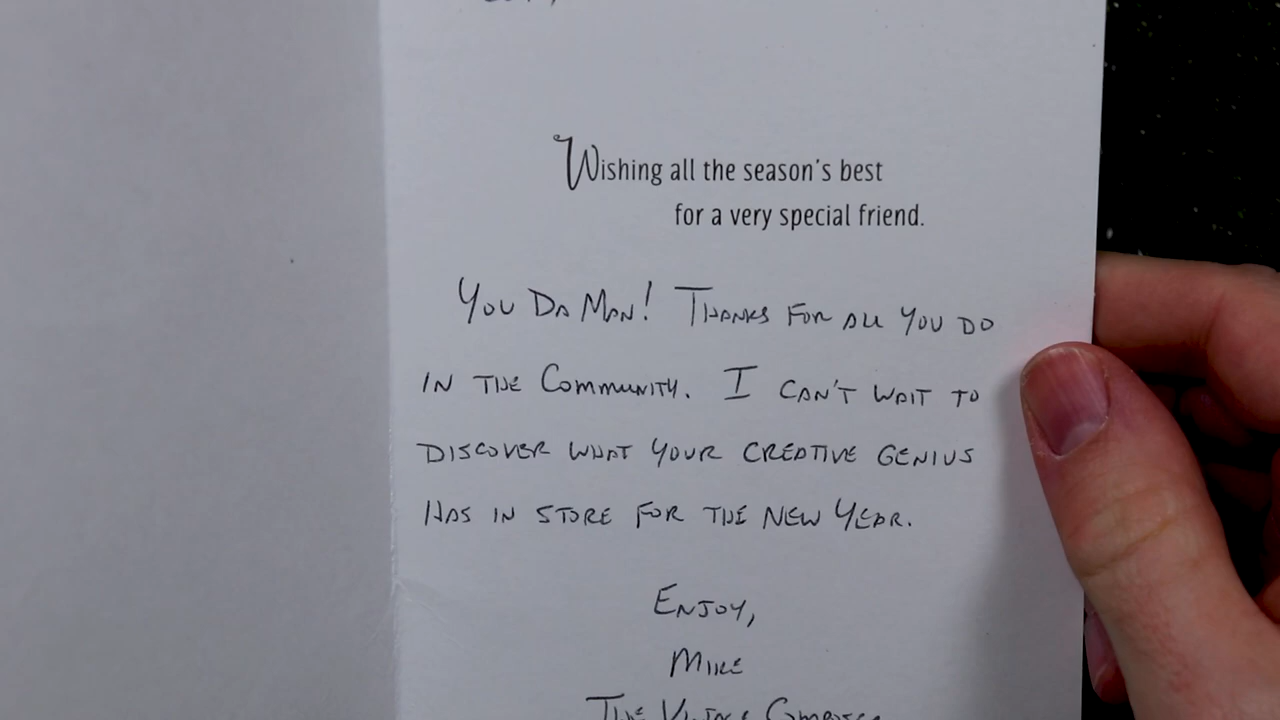 Wishing all the season's best
for a very special friend.
You Da Man! Thanks for all you do
in the Community. I can't wait to
discover what your creative genius
has in store for the new year.
Enjoy,
Mike
The